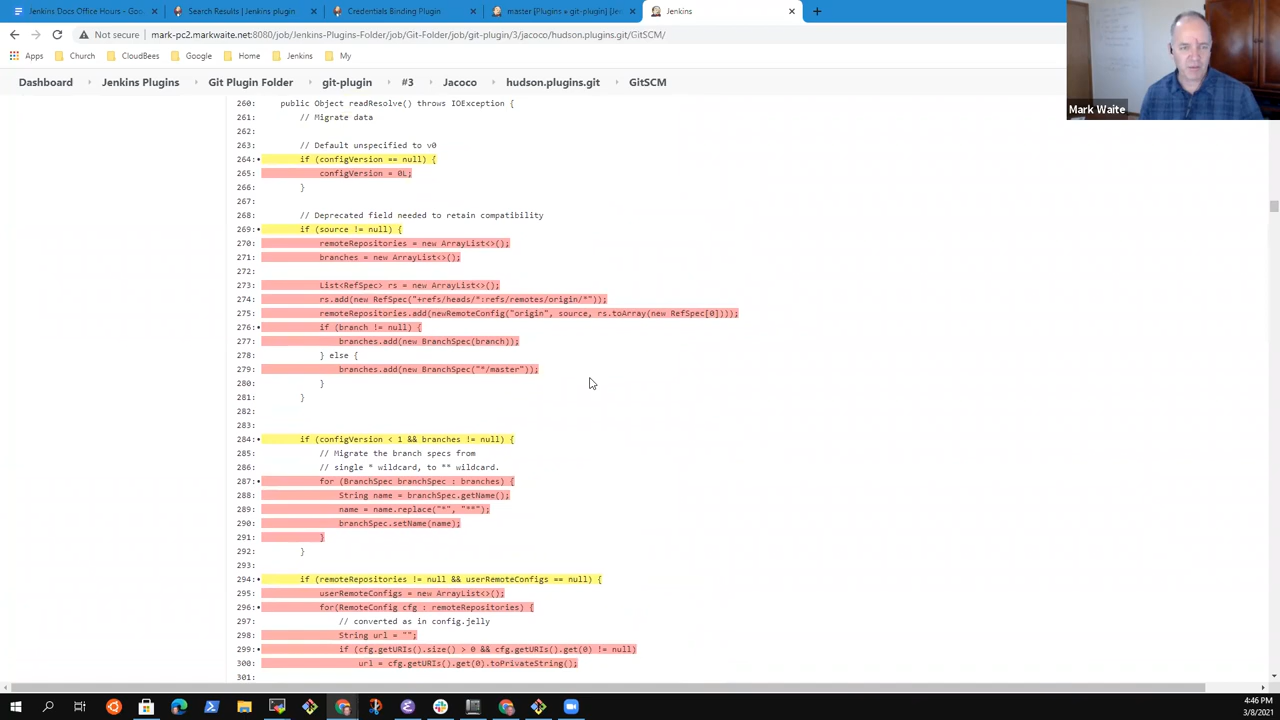 Jenkins Docs Office Hours - Goo
Search Results | Jenkins plugin
Credentials Binding Plugin
master [Plugins » git-plugin] [Jen
Jenkins
Not secure
mark-pc2.markwaite.net:8080/job/Jenkins-Plugins-Folder/job/Git-Folder/job/git-plugin/3/jacoco/hudson.plugins.git/GitSCM/
Apps
Church
CloudBees
Google
Home
Jenkins
My
Dashboard
Jenkins Plugins
Git Plugin Folder
git-plugin
#3
Jacoco
hudson.plugins.git
GitSCM
Mark Waite
260: public Object readResolve() throws IOException {
261: // Migrate data
262:
263: // Default unspecified to v0
264: if (configVersion == null) {
265: configVersion = 0L;
266: }
267:
268: // Deprecated field needed to retain compatibility
269: if (source != null) {
270: remoteRepositories = new ArrayList<>();
271: branches = new ArrayList<>();
272:
273: List<RefSpec> rs = new ArrayList<>();
274: rs.add(new RefSpec("+refs/heads/*:refs/remotes/origin/*"));
275: remoteRepositories.add(newRemoteConfig("origin", source, rs.toArray(new RefSpec[0])));
276: if (branch != null) {
277: branches.add(new BranchSpec(branch));
278: } else {
279: branches.add(new BranchSpec("*/master"));
280: }
281: }
282:
283:
284: if (configVersion < 1 && branches != null) {
285: // Migrate the branch specs from
286: // single * wildcard, to ** wildcard.
287: for (BranchSpec branchSpec : branches) {
288: String name = branchSpec.getName();
289: name = name.replace("*", "**");
290: branchSpec.setName(name);
291: }
292: }
293:
294: if (remoteRepositories != null && userRemoteConfigs == null) {
295: userRemoteConfigs = new ArrayList<>();
296: for(RemoteConfig cfg : remoteRepositories) {
297: // converted as in config.jelly
298: String url = "";
299: if (cfg.getURIs().size() > 0 && cfg.getURIs().get(0) != null)
300: url = cfg.getURIs().get(0).toPrivateString();
301:
4:46 PM
3/8/2021